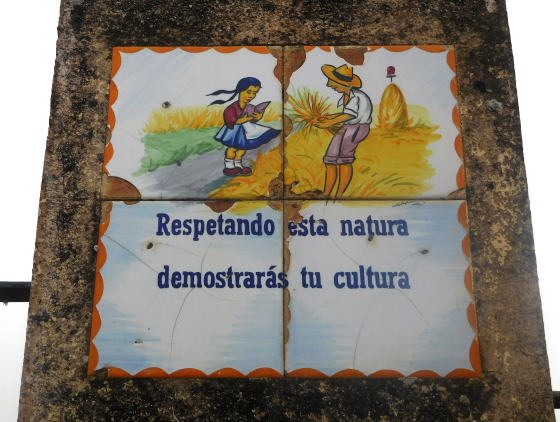 Respetando esta natura
demostrarás tu cultura